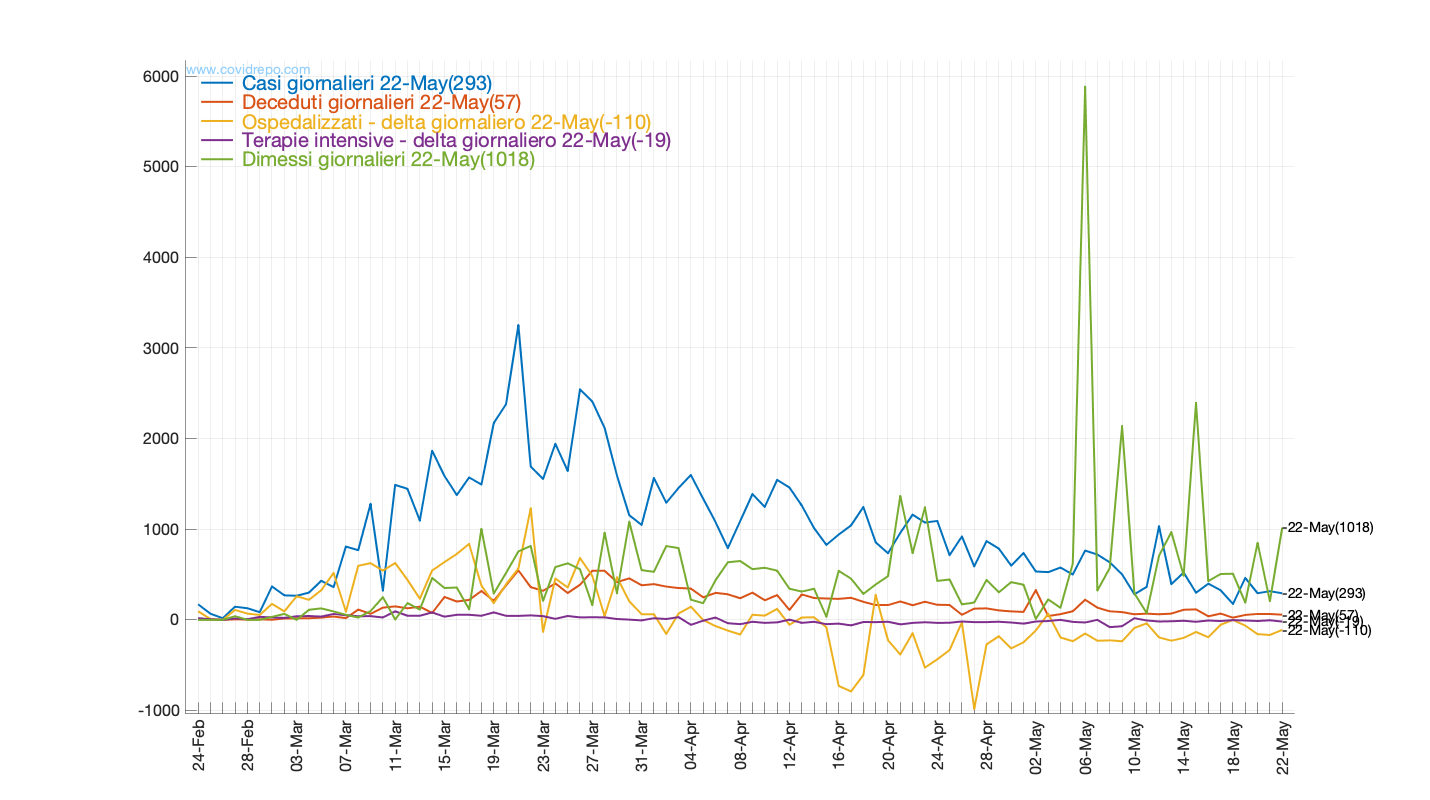 www.covidrepo.com
Casi giornalieri 22-May(293)
Deceduti giornalieri 22-May(57)
Ospedalizzati - delta giornaliero 22-May(-110)
Terapie intensive - delta giornaliero 22-May(-19)
Dimessi giornalieri 22-May(1018)
6000
5000
4000
3000
2000
1000
0
-1000
22-May(1018)
22-May(293)
22-May(57)
22-May(-19)
22-May(-110)
24-Feb
28-Feb
03-Mar
07-Mar
11-Mar
15-Mar
19-Mar
23-Mar
27-Mar
31-Mar
04-Apr
08-Apr
12-Apr
16-Apr
20-Apr
24-Apr
28-Apr
02-May
06-May
10-May
14-May
18-May
22-May